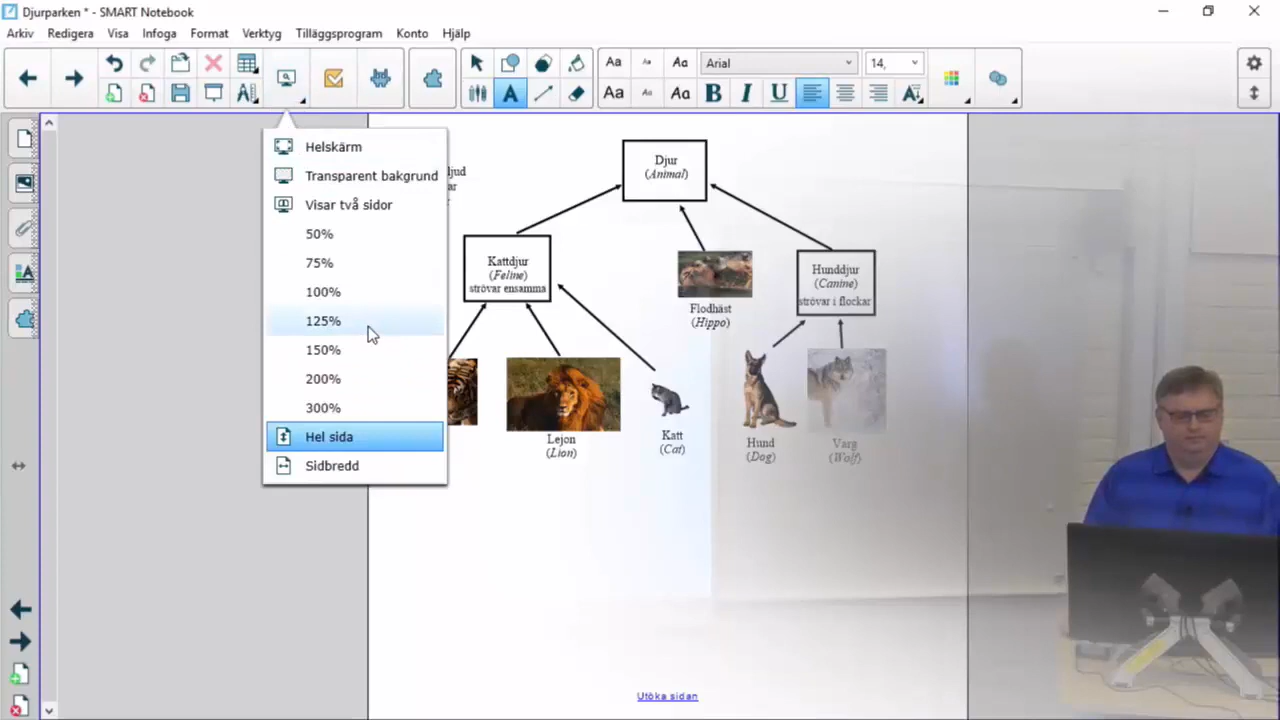 Djurparken * - SMART Notebook
Arkiv Redigera Visa Infoga Format Verktyg Tilläggsprogram Konto Hjälp
Aa Aa Aa Arial 14,
Aa Aa Aa B I U
Helskärm
Transparent bakgrund
Visar två sidor
50%
75%
100%
125%
150%
200%
300%
Hel sida
Sidbredd
Djur
(Animal)
Kattdjur
(Feline)
strövar ensamma
Flodhäst
(Hippo)
Hunddjur
(Canine)
strövar i flockar
Lejon
(Lion)
Katt
(Cat)
Hund
(Dog)
Varg
(Wolf)
Utöka sidan